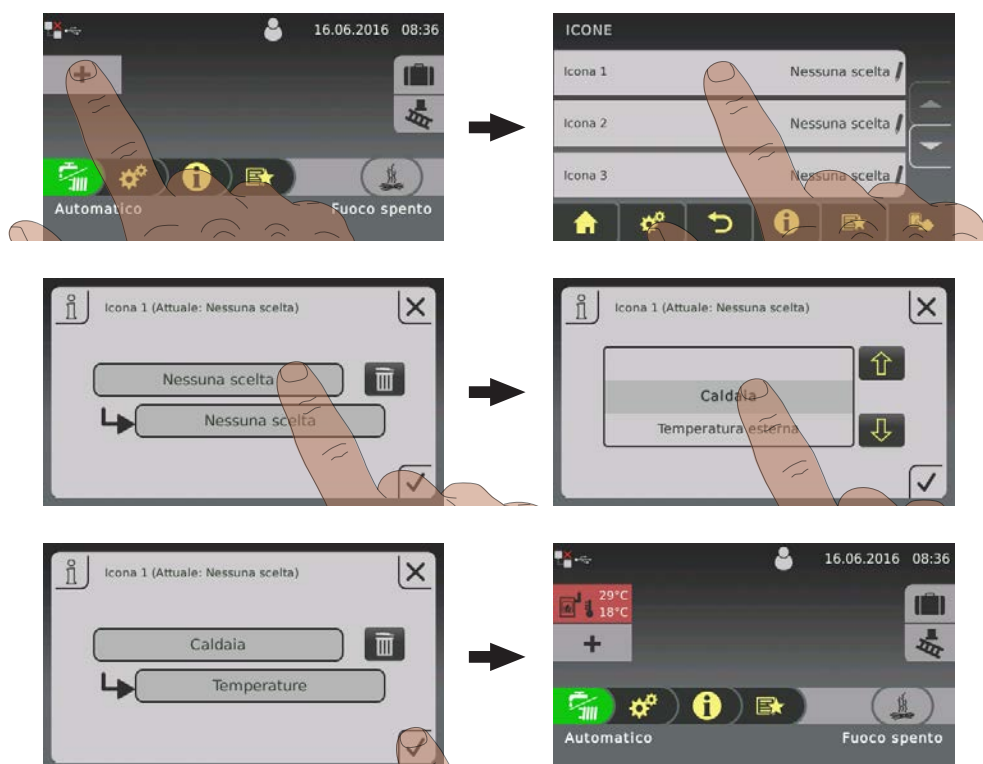 16.06.2016 08:36
Automatico Fuoco spento
ICONE
Icona 1 Nessuna scelta
Icona 2 Nessuna scelta
Icona 3 Nessuna scelta
Icona 1 (Attuale: Nessuna scelta)
Nessuna scelta
Nessuna scelta
Icona 1 (Attuale: Nessuna scelta)
Caldaia
Temperatura esterna
Icona 1 (Attuale: Nessuna scelta)
Caldaia
Temperature
16.06.2016 08:36
29°C
18°C
Automatico Fuoco spento